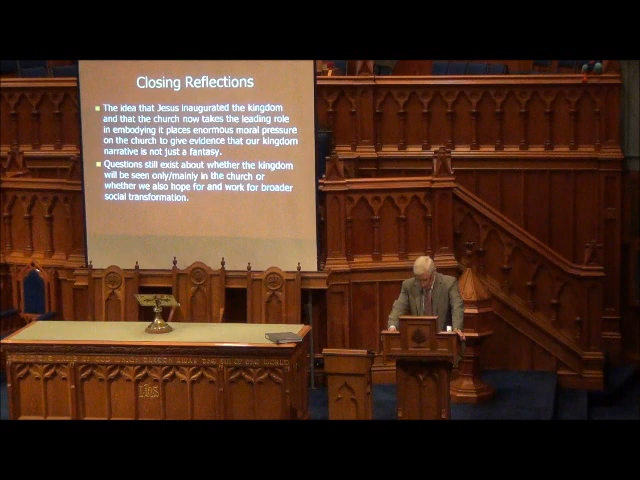 Closing Reflections
The idea that Jesus inaugurated the kingdom
and that the church now takes the leading role
in embodying it places enormous moral pressure
on the church to give evidence that our kingdom
narrative is not just a fantasy.
Questions still exist about whether the kingdom
will be seen only/mainly in the church or
whether we also hope for and work for broader
social transformation.